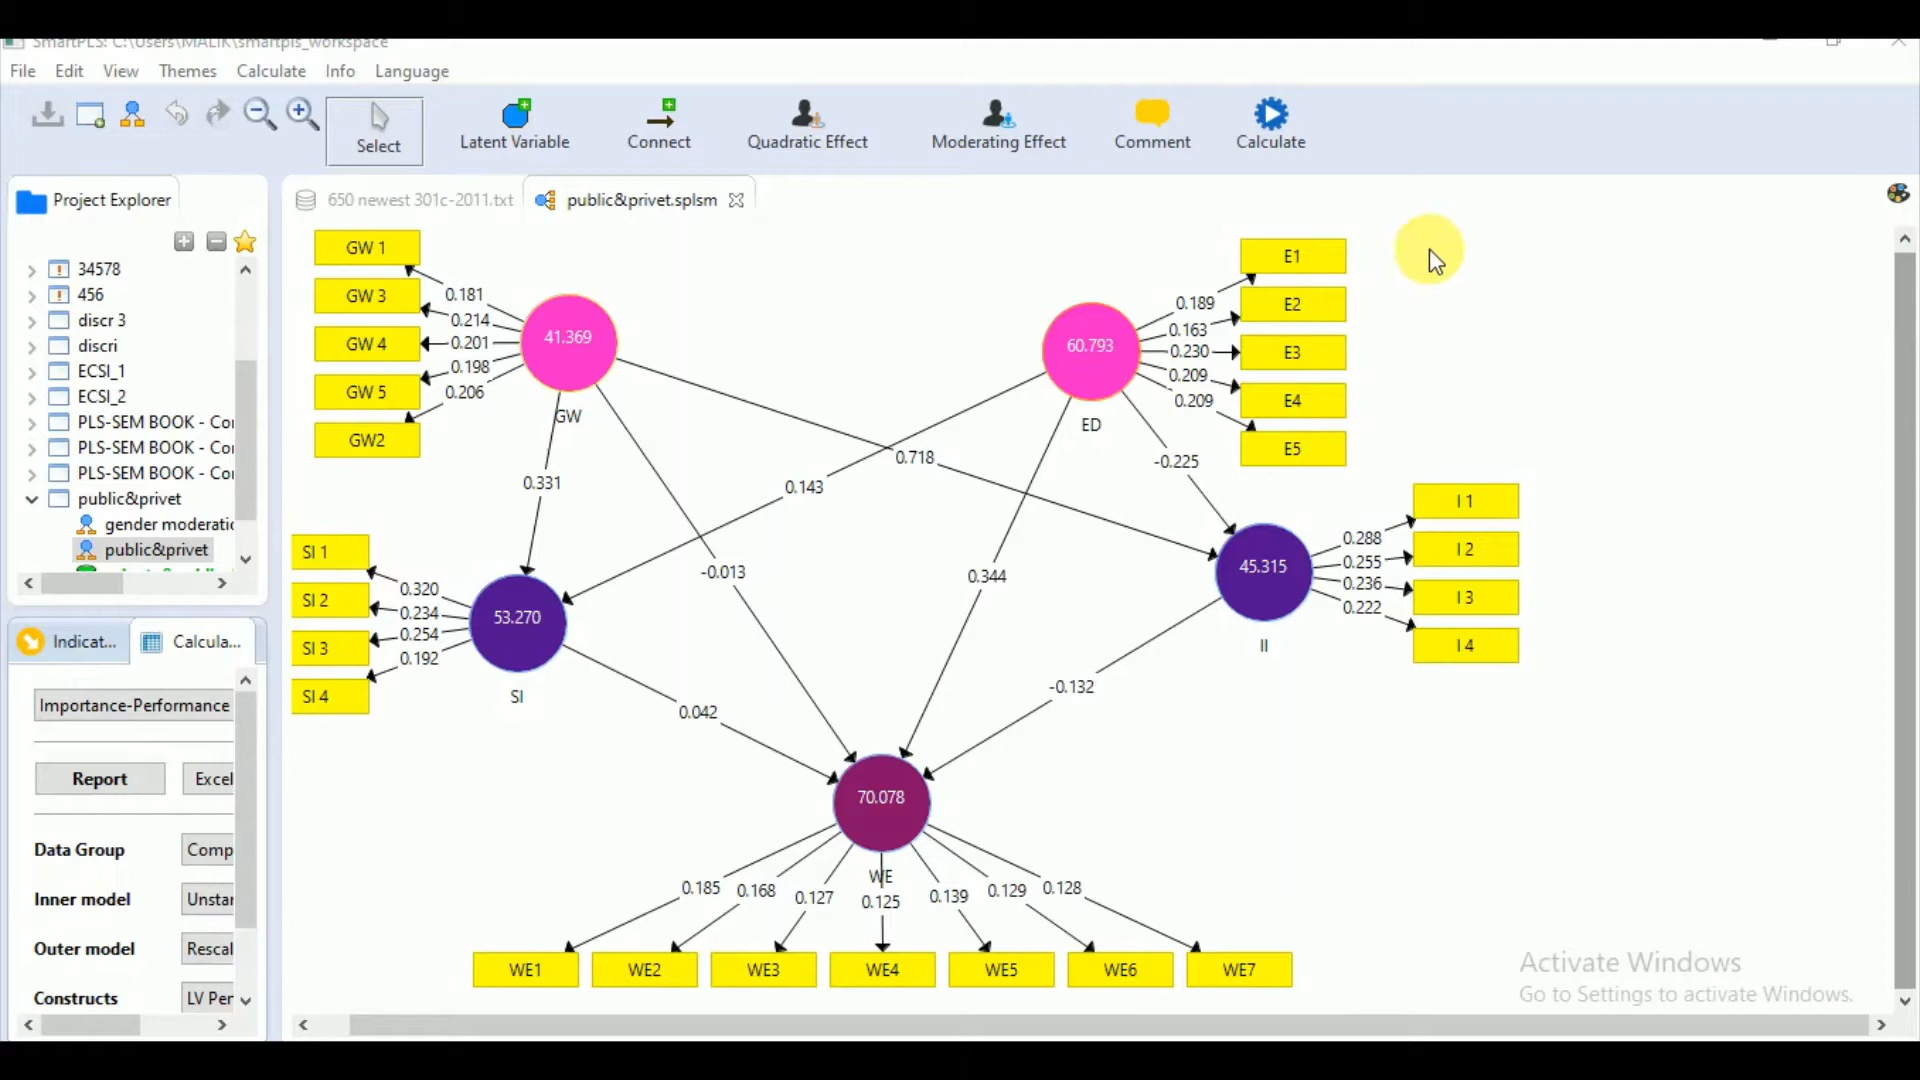 SmartPLS: C:\Users\MALIK\smartpls_workspace
File Edit View Themes Calculate Info Language
Select
Latent Variable
Connect
Quadratic Effect
Moderating Effect
Comment
Calculate
Project Explorer
34578
456
discr 3
discri
ECSI_1
ECSI_2
PLS-SEM BOOK - Cor
PLS-SEM BOOK - Cor
PLS-SEM BOOK - Cor
public&privet
gender moderatic
public&privet
Indicat...
Calcula...
Importance-Performance
Report
Excel
Data Group
Comp
Inner model
Unstar
Outer model
Rescal
Constructs
LV Per
650 newest 301c-2011.txt
public&privet.splsm
GW 1
GW 3
GW 4
GW 5
GW2
0.181
0.214
0.201
0.198
0.206
41.369
GW
60.793
ED
0.189
0.163
0.230
0.209
0.209
E1
E2
E3
E4
E5
0.718
-0.225
0.331
0.143
-0.013
0.344
SI 1
SI 2
SI 3
SI 4
0.320
0.234
0.254
0.192
53.270
SI
45.315
II
0.288
0.255
0.236
0.222
I 1
I 2
I 3
I 4
0.042
-0.132
70.078
WE
0.185
0.168
0.127
0.125
0.139
0.129
0.128
WE1
WE2
WE3
WE4
WE5
WE6
WE7
Activate Windows
Go to Settings to activate Windows.